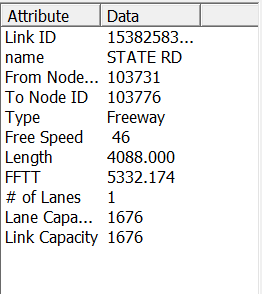 Attribute Data
Link ID 15382583...
name STATE RD
From Node... 103731
To Node ID 103776
Type Freeway
Free Speed 46
Length 4088.000
FFTT 5332.174
# of Lanes 1
Lane Capa... 1676
Link Capacity 1676